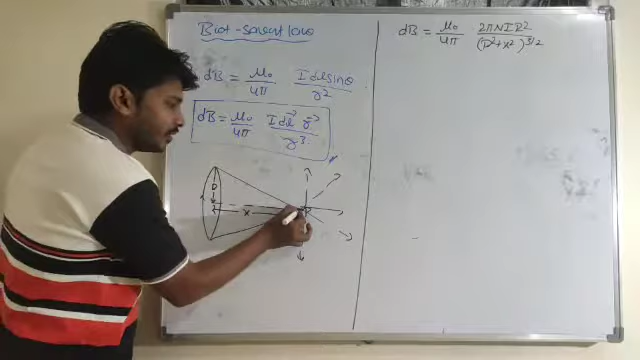 Biot-savart law
dB = μ₀/4π I dl sinθ/r²
dB = μ₀/4π I dl⃗ r⃗/r³
R
x
P
dB = μ₀/4π 2πNIR²/(R²+x²)^3/2